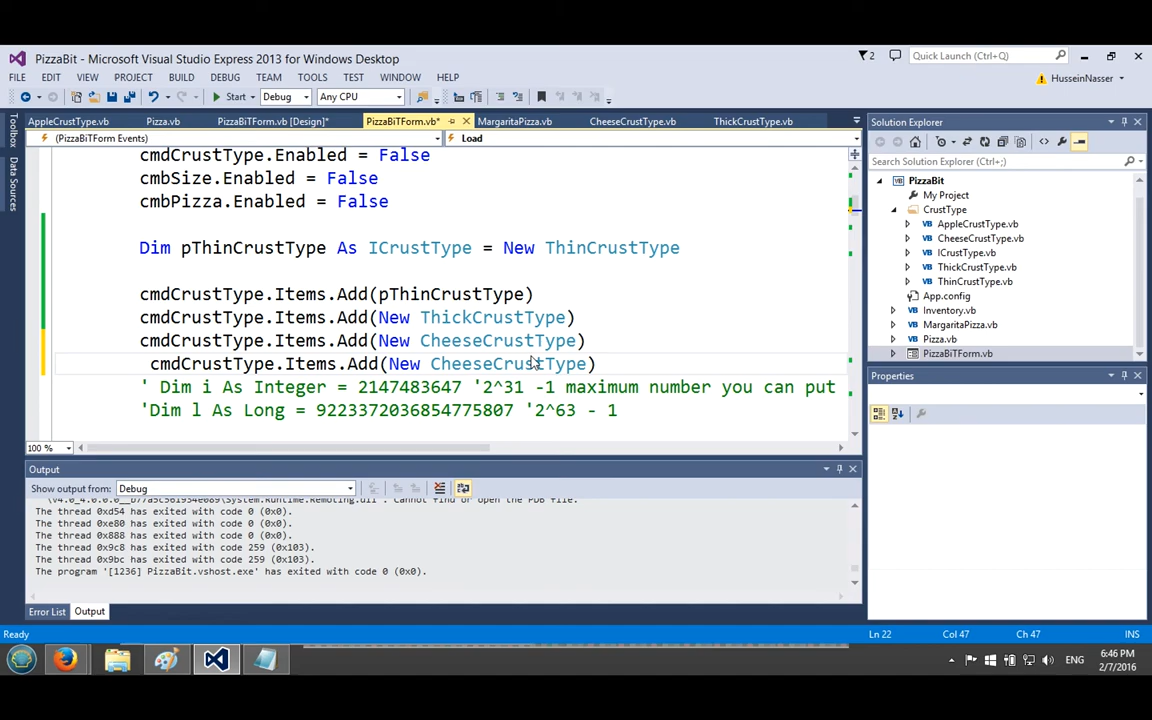 PizzaBit - Microsoft Visual Studio Express 2013 for Windows Desktop
2
Quick Launch (Ctrl+Q)
FILE EDIT VIEW PROJECT BUILD DEBUG TEAM TOOLS TEST WINDOW HELP
HusseinNasser
Start Debug Any CPU
AppleCrustType.vb Pizza.vb PizzaBiTForm.vb [Design]* PizzaBiTForm.vb* MargaritaPizza.vb CheeseCrustType.vb ThickCrustType.vb
(PizzaBiTForm Events) Load
Toolbox
Data Sources
cmdCrustType.Enabled = False
cmbSize.Enabled = False
cmbPizza.Enabled = False
Dim pThinCrustType As ICrustType = New ThinCrustType
cmdCrustType.Items.Add(pThinCrustType)
cmdCrustType.Items.Add(New ThickCrustType)
cmdCrustType.Items.Add(New CheeseCrustType)
cmdCrustType.Items.Add(New CheeseCrustType)
' Dim i As Integer = 2147483647 '2^31 -1 maximum number you can put
'Dim l As Long = 9223372036854775807 '2^63 - 1
100 %
Output
Show output from: Debug
The thread 0xd54 has exited with code 0 (0x0).
The thread 0xe80 has exited with code 0 (0x0).
The thread 0x888 has exited with code 0 (0x0).
The thread 0x9c8 has exited with code 259 (0x103).
The thread 0x9bc has exited with code 259 (0x103).
The program '[1236] PizzaBit.vshost.exe' has exited with code 0 (0x0).
Error List Output
Solution Explorer
Search Solution Explorer (Ctrl+;)
PizzaBit
My Project
CrustType
AppleCrustType.vb
CheeseCrustType.vb
ICrustType.vb
ThickCrustType.vb
ThinCrustType.vb
App.config
Inventory.vb
MargaritaPizza.vb
Pizza.vb
PizzaBiTForm.vb
Properties
Ready Ln 22 Col 47 Ch 47 INS
ENG
6:46 PM
2/7/2016